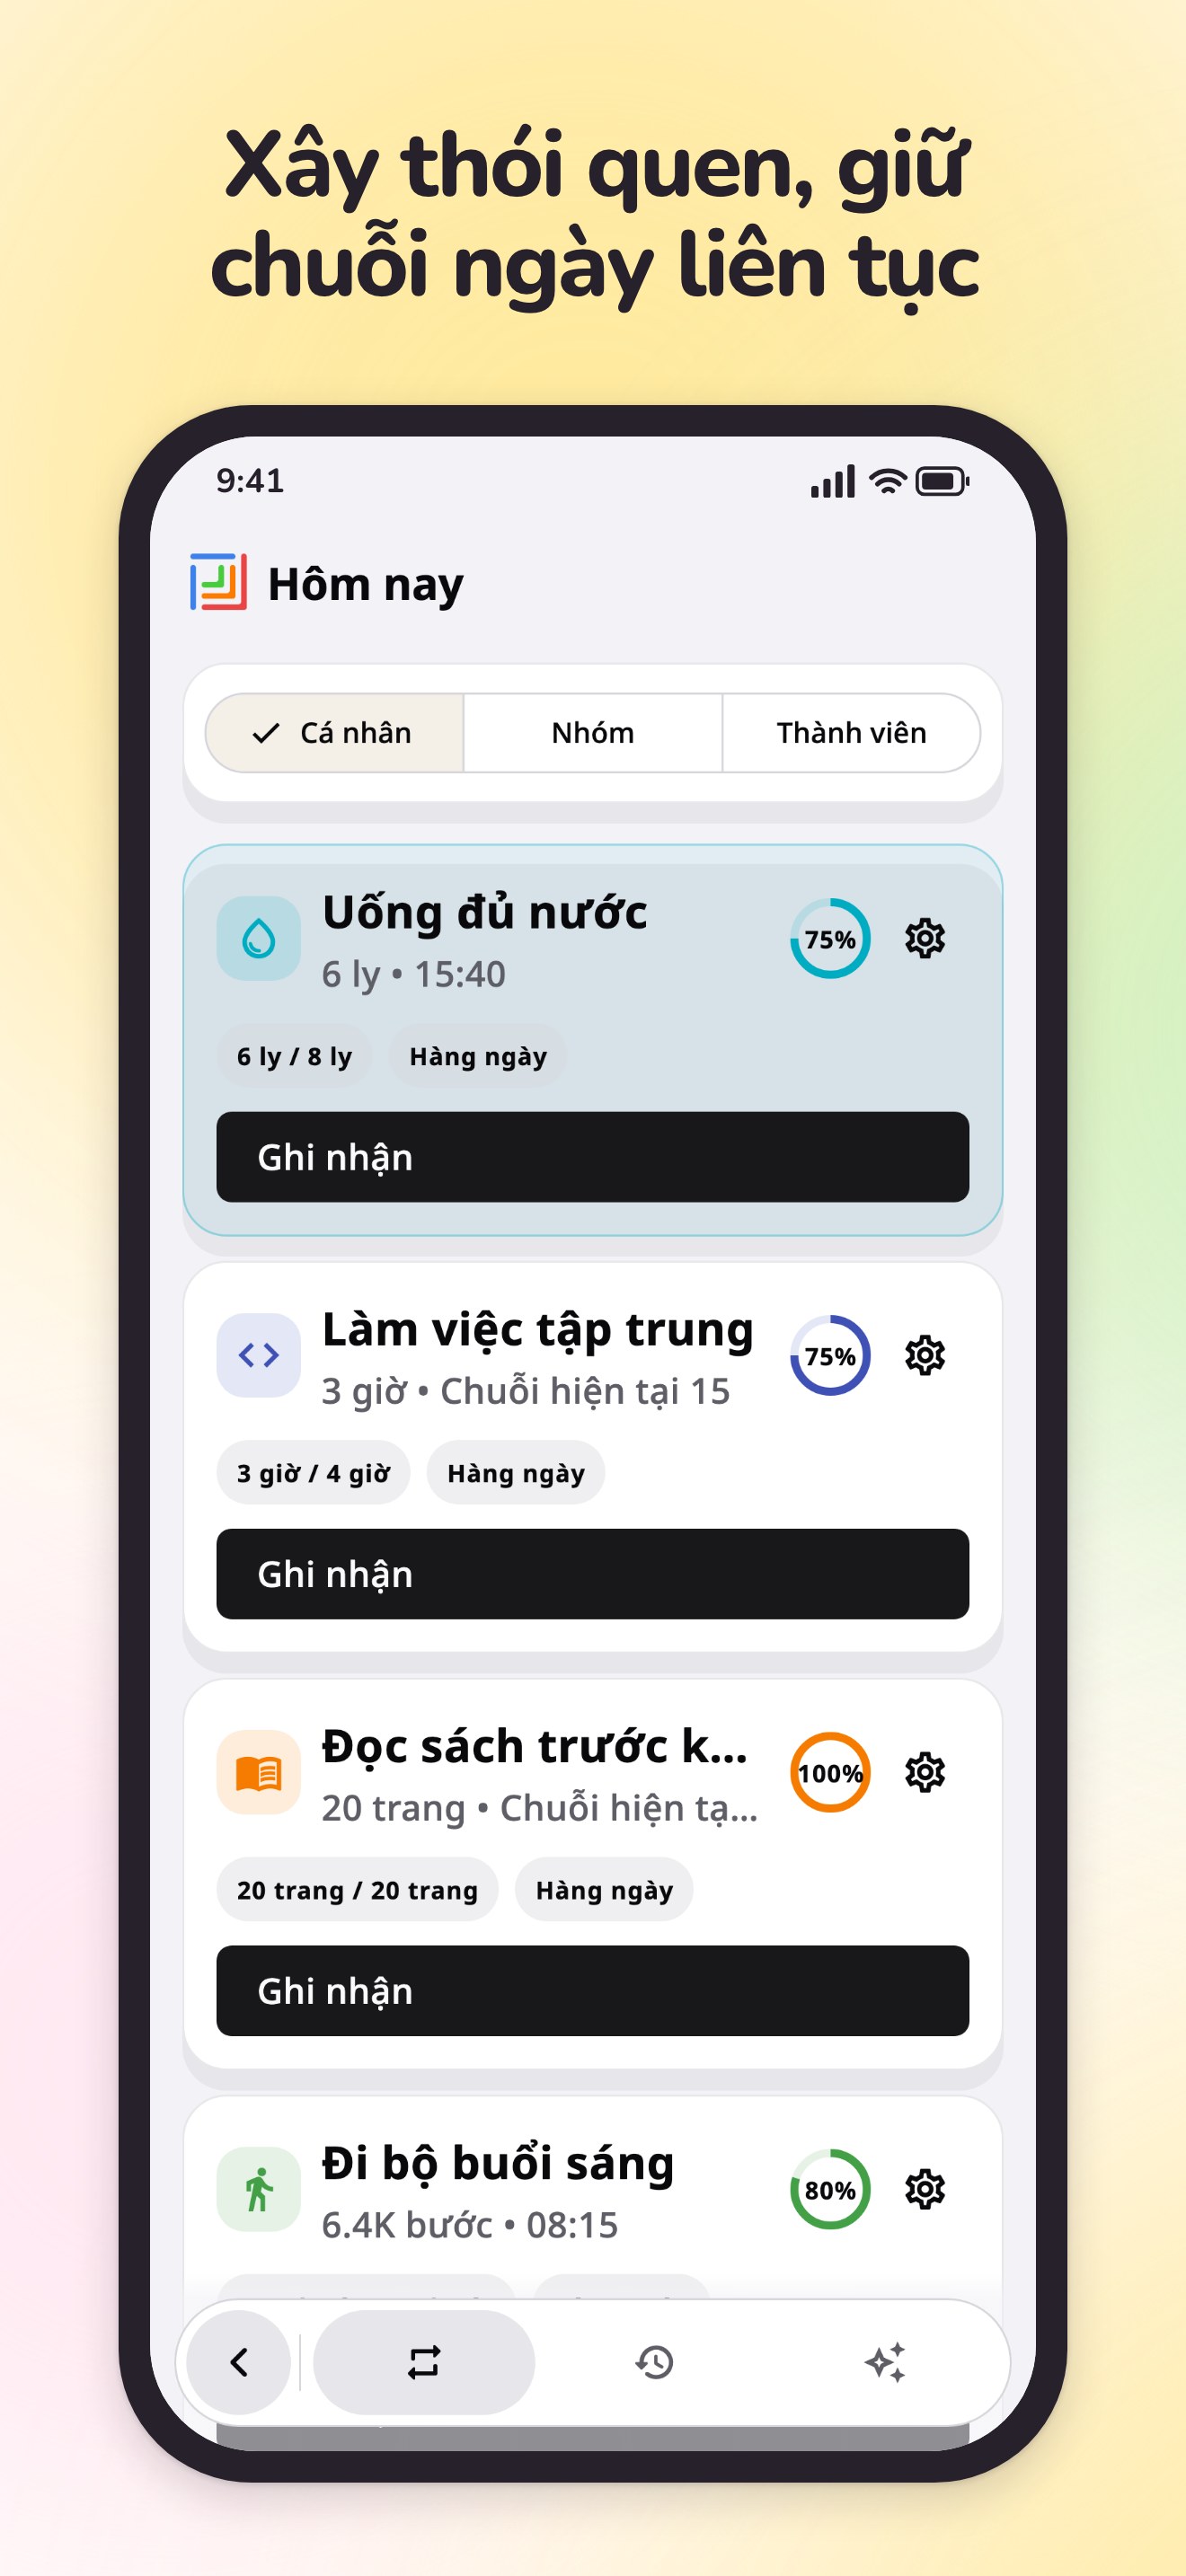 Xây thói quen, giữ
chuỗi ngày liên tục
9:41
Hôm nay
Cá nhân
Nhóm
Thành viên
Uống đủ nước
6 ly • 15:40
75%
6 ly / 8 ly
Hàng ngày
Ghi nhận
Làm việc tập trung
3 giờ • Chuỗi hiện tại 15
75%
3 giờ / 4 giờ
Hàng ngày
Ghi nhận
Đọc sách trước k...
20 trang • Chuỗi hiện tạ...
100%
20 trang / 20 trang
Hàng ngày
Ghi nhận
Đi bộ buổi sáng
6.4K bước • 08:15
80%